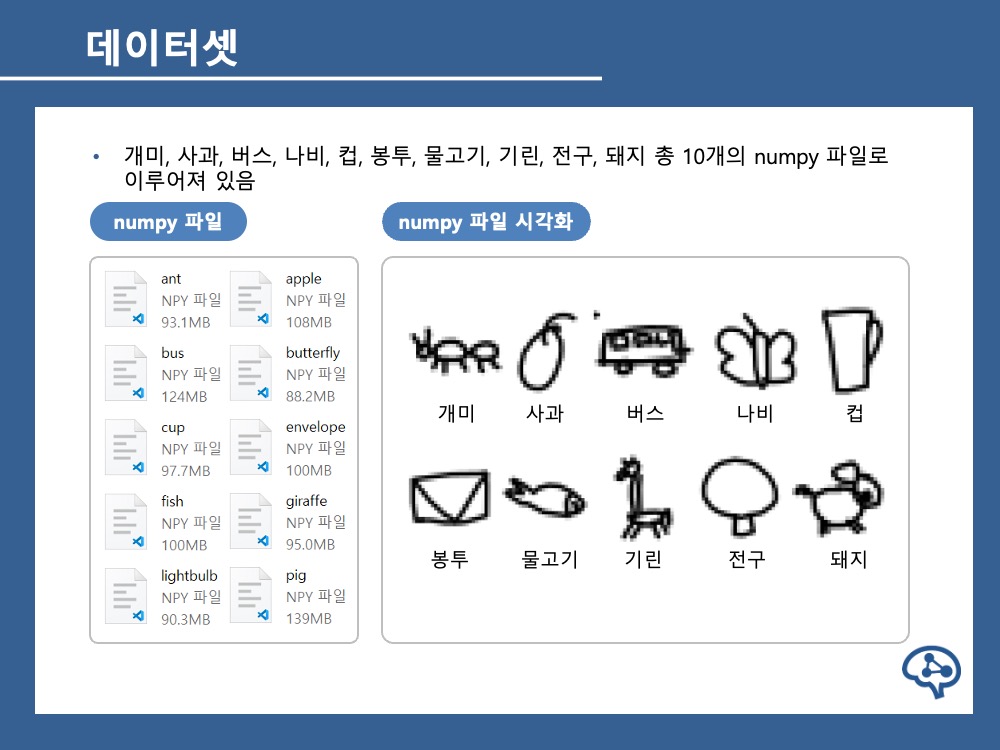 데이터셋
• 개미, 사과, 버스, 나비, 컵, 봉투, 물고기, 기린, 전구, 돼지 총 10개의 numpy 파일로
이루어져 있음
numpy 파일
numpy 파일 시각화
ant
NPY 파일
93.1MB
apple
NPY 파일
108MB
bus
NPY 파일
124MB
butterfly
NPY 파일
88.2MB
cup
NPY 파일
97.7MB
envelope
NPY 파일
100MB
fish
NPY 파일
100MB
giraffe
NPY 파일
95.0MB
lightbulb
NPY 파일
90.3MB
pig
NPY 파일
139MB
개미 사과 버스 나비 컵
봉투 물고기 기린 전구 돼지